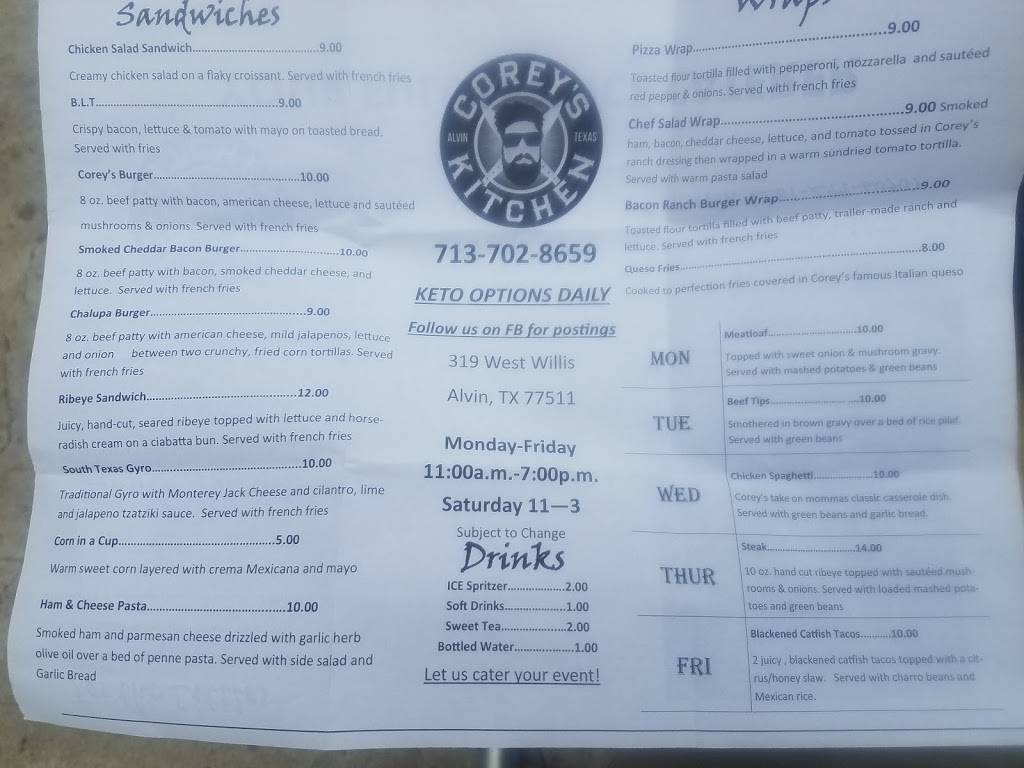 Sandwiches
Chicken Salad Sandwich......................................9.00
Creamy chicken salad on a flaky croissant. Served with french fries
B.L.T.......................................................9.00
Crispy bacon, lettuce & tomato with mayo on toasted bread.
Served with fries
Corey's Burger............................................10.00
8 oz. beef patty with bacon, american cheese, lettuce and sautéed
mushrooms & onions. Served with french fries
Smoked Cheddar Bacon Burger..............................10.00
8 oz. beef patty with bacon, smoked cheddar cheese, and
lettuce. Served with french fries
Chalupa Burger...............................................9.00
8 oz. beef patty with american cheese, mild jalapenos, lettuce
and onion between two crunchy, fried corn tortillas. Served
with french fries
Ribeye Sandwich.............................................12.00
Juicy, hand-cut, seared ribeye topped with lettuce and horse-
radish cream on a ciabatta bun. Served with french fries
South Texas Gyro.............................................10.00
Traditional Gyro with Monterey Jack Cheese and cilantro, lime
and jalapeno tzatziki sauce. Served with french fries
Corn in a Cup...............................................5.00
Warm sweet corn layered with crema Mexicana and mayo
Ham & Cheese Pasta.........................................10.00
Smoked ham and parmesan cheese drizzled with garlic herb
olive oil over a bed of penne pasta. Served with side salad and
Garlic Bread
COREY'S
ALVIN TEXAS
KITCHEN
713-702-8659
KETO OPTIONS DAILY
Follow us on FB for postings
319 West Willis
Alvin, TX 77511
Monday-Friday
11:00a.m.-7:00p.m.
Saturday 11—3
Subject to Change
Drinks
ICE Spritzer...................2.00
Soft Drinks....................1.00
Sweet Tea.....................2.00
Bottled Water...................1.00
Let us cater your event!
Wraps
Pizza Wrap..................................................9.00
Toasted flour tortilla filled with pepperoni, mozzarella and sautéed
red pepper & onions. Served with french fries
Chef Salad Wrap...............................................9.00 Smoked
ham, bacon, cheddar cheese, lettuce, and tomato tossed in Corey's
ranch dressing then wrapped in a warm sundried tomato tortilla.
Served with warm pasta salad
Bacon Ranch Burger Wrap......................................9.00
Toasted flour tortilla filled with beef patty, trailer-made ranch and
lettuce. Served with french fries
Queso Fries...................................................................8.00
Cooked to perfection fries covered in Corey's famous Italian queso
MON
Meatloaf.............................10.00
Topped with sweet onion & mushroom gravy.
Served with mashed potatoes & green beans
TUE
Beef Tips.............................10.00
Smothered in brown gravy over a bed of rice pilaf.
Served with green beans
WED
Chicken Spaghetti...................10.00
Corey's take on mommas classic casserole dish.
Served with green beans and garlic bread.
THUR
Steak...................................14.00
10 oz. hand cut ribeye topped with sautéed mush-
rooms & onions. Served with loaded mashed pota-
toes and green beans
FRI
Blackened Catfish Tacos..........10.00
2 juicy , blackened catfish tacos topped with a cit-
rus/honey slaw. Served with charro beans and
Mexican rice.